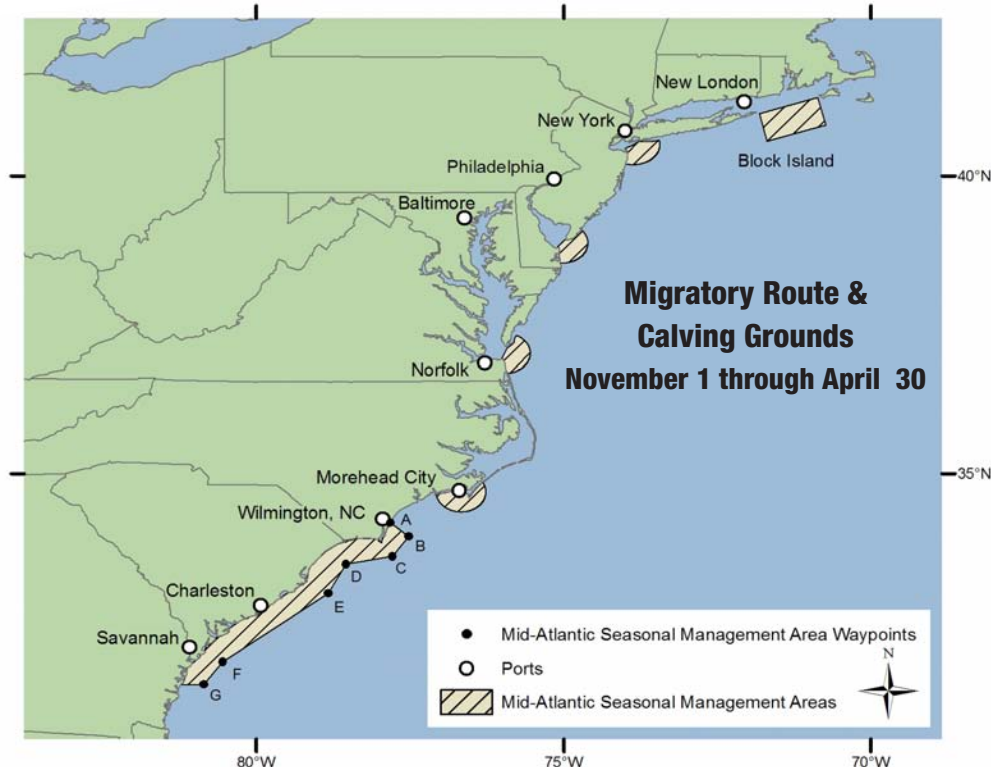 New London
New York
Block Island
Philadelphia
40°N
Baltimore
Migratory Route &
Calving Grounds
November 1 through April 30
Norfolk
Morehead City
35°N
Wilmington, NC
A
B
C
D
E
Charleston
Savannah
F
G
Mid-Atlantic Seasonal Management Area Waypoints
Ports
Mid-Atlantic Seasonal Management Areas
N
80°W
75°W
70°W